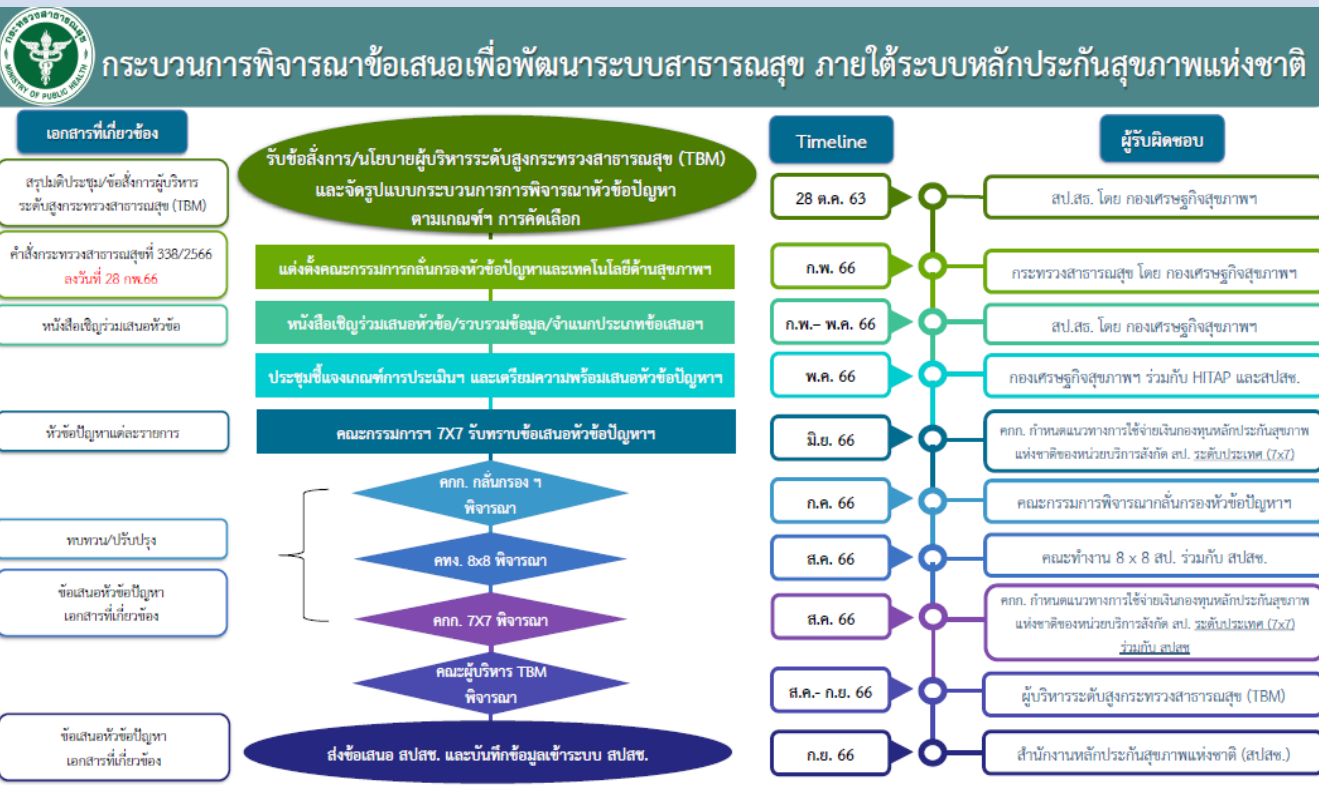 กระทรวงสาธารณสุข
MINISTRY OF PUBLIC HEALTH
กระบวนการพิจารณาข้อเสนอเพื่อพัฒนาระบบสาธารณสุข ภายใต้ระบบหลักประกันสุขภาพแห่งชาติ
เอกสารที่เกี่ยวข้อง
Timeline
ผู้รับผิดชอบ
สรุปมติประชุม/ข้อสั่งการผู้บริหาร
ระดับสูงกระทรวงสาธารณสุข (TBM)
รับข้อสั่งการ/นโยบายผู้บริหารระดับสูงกระทรวงสาธารณสุข (TBM)
และจัดรูปแบบกระบวนการการพิจารณาหัวข้อปัญหา
ตามเกณฑ์ฯ การคัดเลือก
28 ต.ค. 63
สป.สธ. โดย กองเศรษฐกิจสุขภาพฯ
คำสั่งกระทรวงสาธารณสุขที่ 338/2566
ลงวันที่ 28 กพ.66
แต่งตั้งคณะกรรมการกลั่นกรองหัวข้อปัญหาและเทคโนโลยีด้านสุขภาพฯ
ก.พ. 66
กระทรวงสาธารณสุข โดย กองเศรษฐกิจสุขภาพฯ
หนังสือเชิญร่วมเสนอหัวข้อ
หนังสือเชิญร่วมเสนอหัวข้อ/รวบรวมข้อมูล/จำแนกประเภทข้อเสนอฯ
ก.พ.– พ.ค. 66
สป.สธ. โดย กองเศรษฐกิจสุขภาพฯ
ประชุมชี้แจงเกณฑ์การประเมินฯ และเตรียมความพร้อมเสนอหัวข้อปัญหาฯ
พ.ค. 66
กองเศรษฐกิจสุขภาพฯ ร่วมกับ HITAP และสปสช.
หัวข้อปัญหาแต่ละรายการ
คณะกรรมการฯ 7X7 รับทราบข้อเสนอหัวข้อปัญหาฯ
มิ.ย. 66
คกก. กำหนดแนวทางการใช้จ่ายเงินกองทุนหลักประกันสุขภาพ
แห่งชาติของหน่วยบริการสังกัด สป. ระดับประเทศ (7x7)
คกก. กลั่นกรอง ฯ
พิจารณา
ก.ค. 66
คณะกรรมการพิจารณากลั่นกรองหัวข้อปัญหาฯ
ทบทวน/ปรับปรุง
คทง. 8x8 พิจารณา
ส.ค. 66
คณะทำงาน 8 x 8 สป. ร่วมกับ สปสช.
ข้อเสนอหัวข้อปัญหา
เอกสารที่เกี่ยวข้อง
คกก. 7X7 พิจารณา
ส.ค. 66
คกก. กำหนดแนวทางการใช้จ่ายเงินกองทุนหลักประกันสุขภาพ
แห่งชาติของหน่วยบริการสังกัด สป. ระดับประเทศ (7x7)
ร่วมกับ สปสช
คณะผู้บริหาร TBM
พิจารณา
ส.ค.- ก.ย. 66
ผู้บริหารระดับสูงกระทรวงสาธารณสุข (TBM)
ข้อเสนอหัวข้อปัญหา
เอกสารที่เกี่ยวข้อง
ส่งข้อเสนอ สปสช. และบันทึกข้อมูลเข้าระบบ สปสช.
ก.ย. 66
สำนักงานหลักประกันสุขภาพแห่งชาติ (สปสช.)